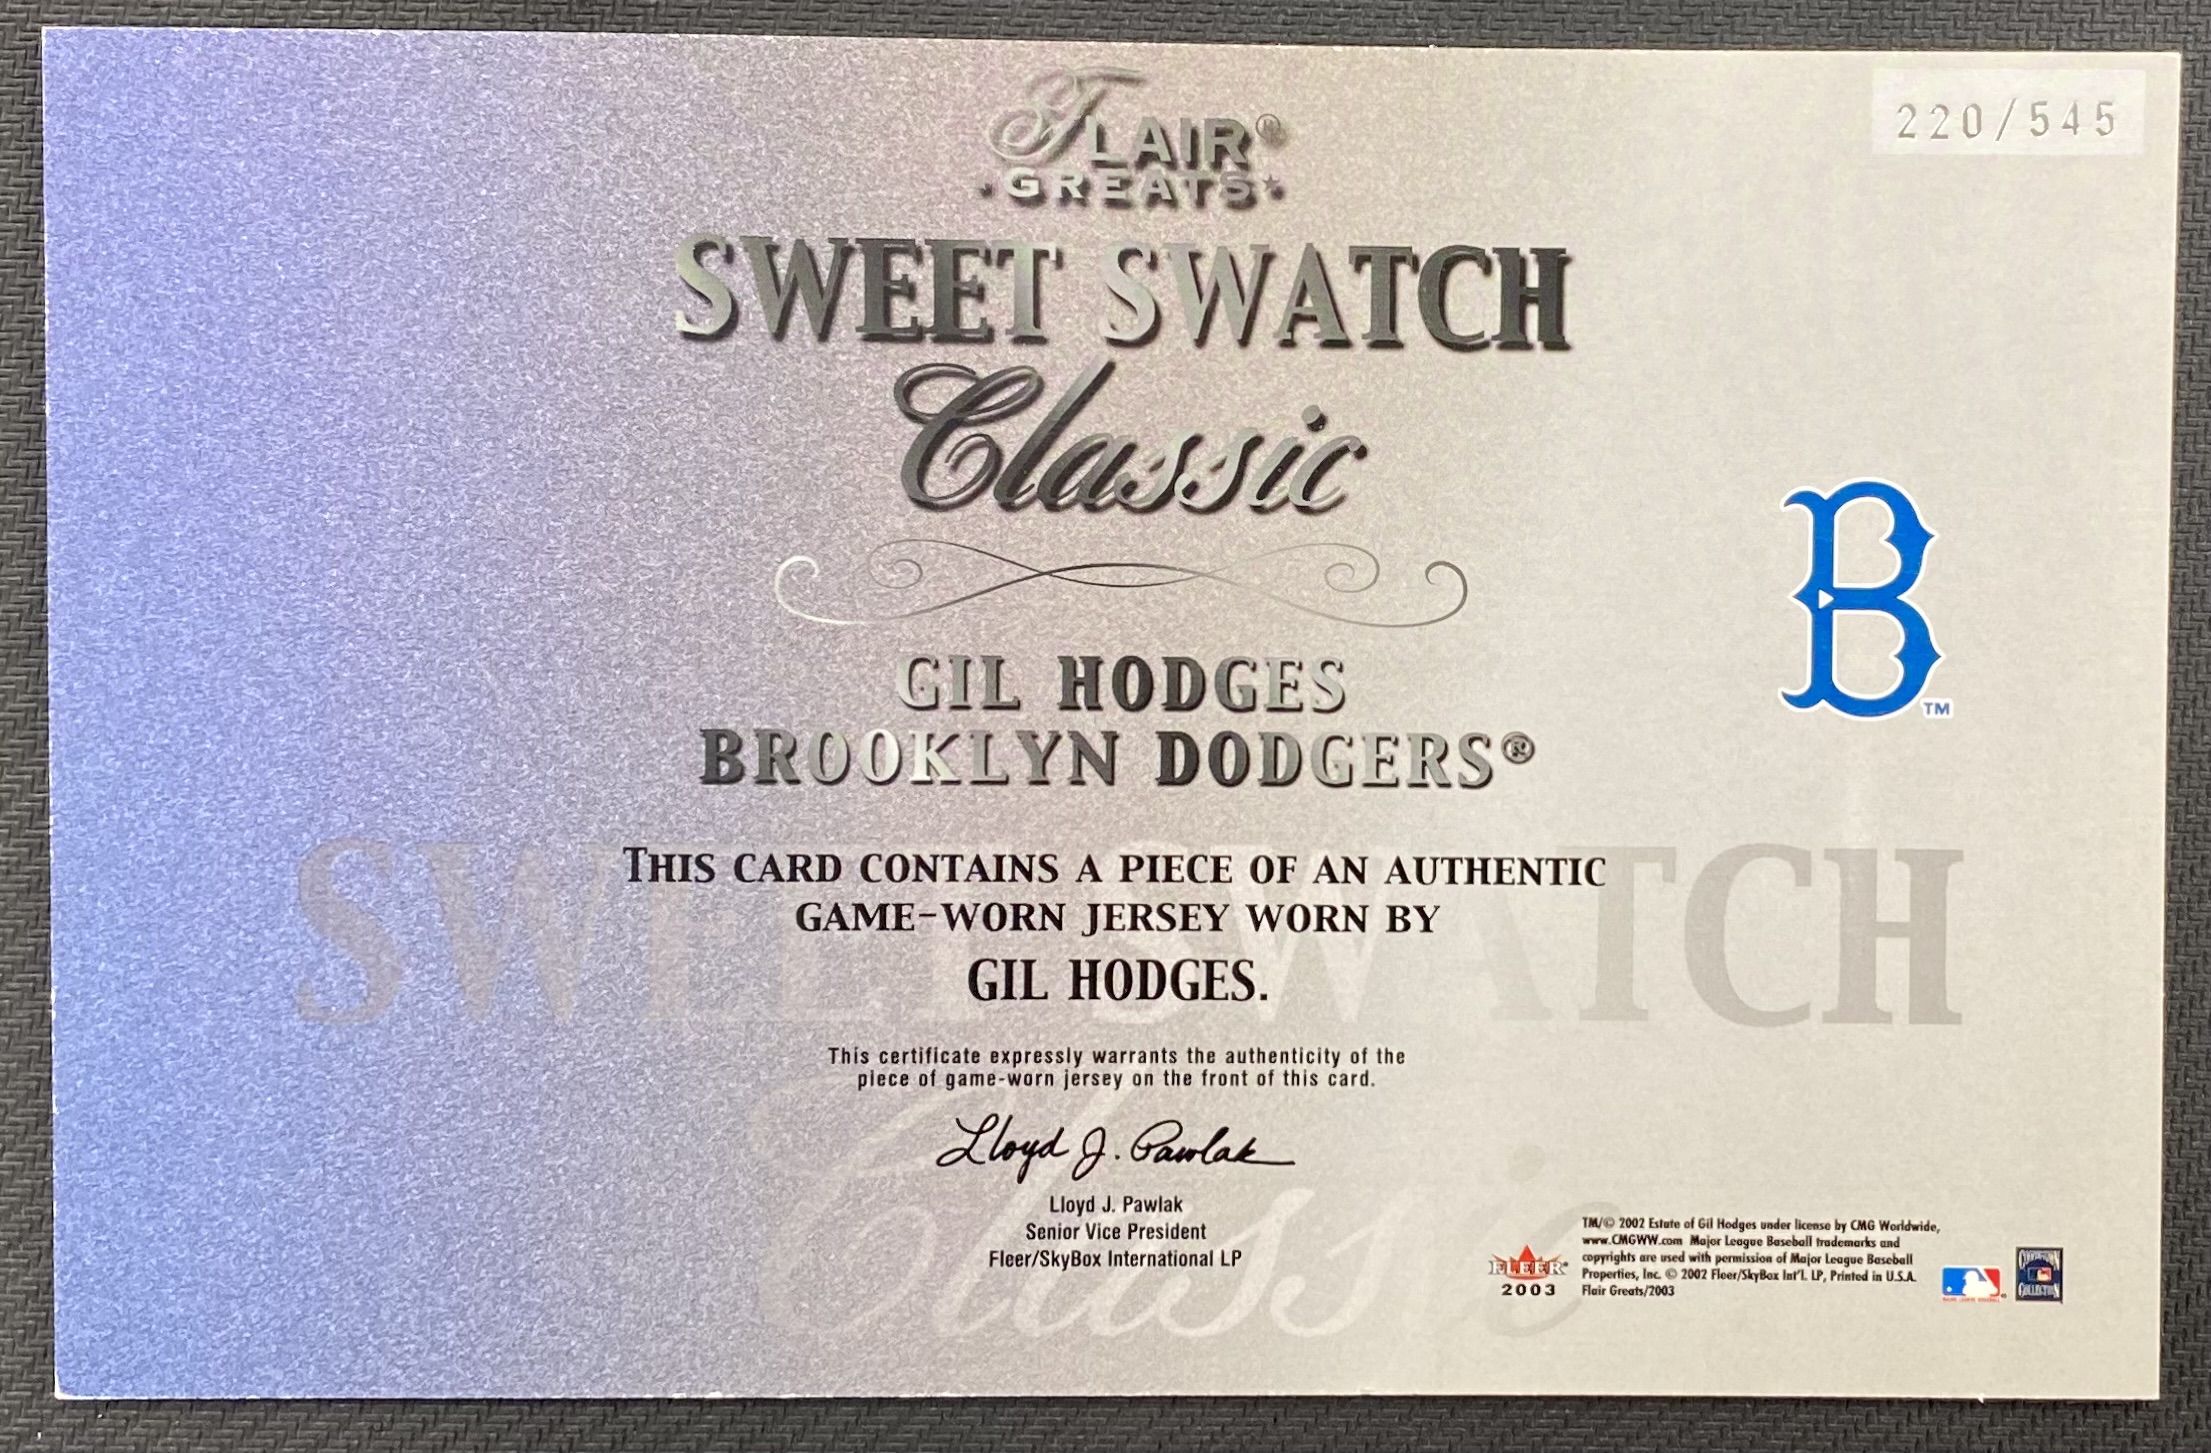 220/545
FLAIR®
·GREATS·
SWEET SWATCH
Classic
GIL HODGES
BROOKLYN DODGERS®
B TM
SWEET SWATCH
THIS CARD CONTAINS A PIECE OF AN AUTHENTIC
GAME-WORN JERSEY WORN BY
GIL HODGES.
This certificate expressly warrants the authenticity of the
piece of game-worn jersey on the front of this card.
Lloyd J. Pawlak
Lloyd J. Pawlak
Senior Vice President
Fleer/SkyBox International LP
Classic
FLEER
2003
TM/© 2002 Estate of Gil Hodges under license by CMG Worldwide,
www.CMGWW.com Major League Baseball trademarks and
copyrights are used with permission of Major League Baseball
Properties, Inc. © 2002 Fleer/SkyBox Int'l. LP, Printed in U.S.A.
Flair Greats/2003
COLLECTION